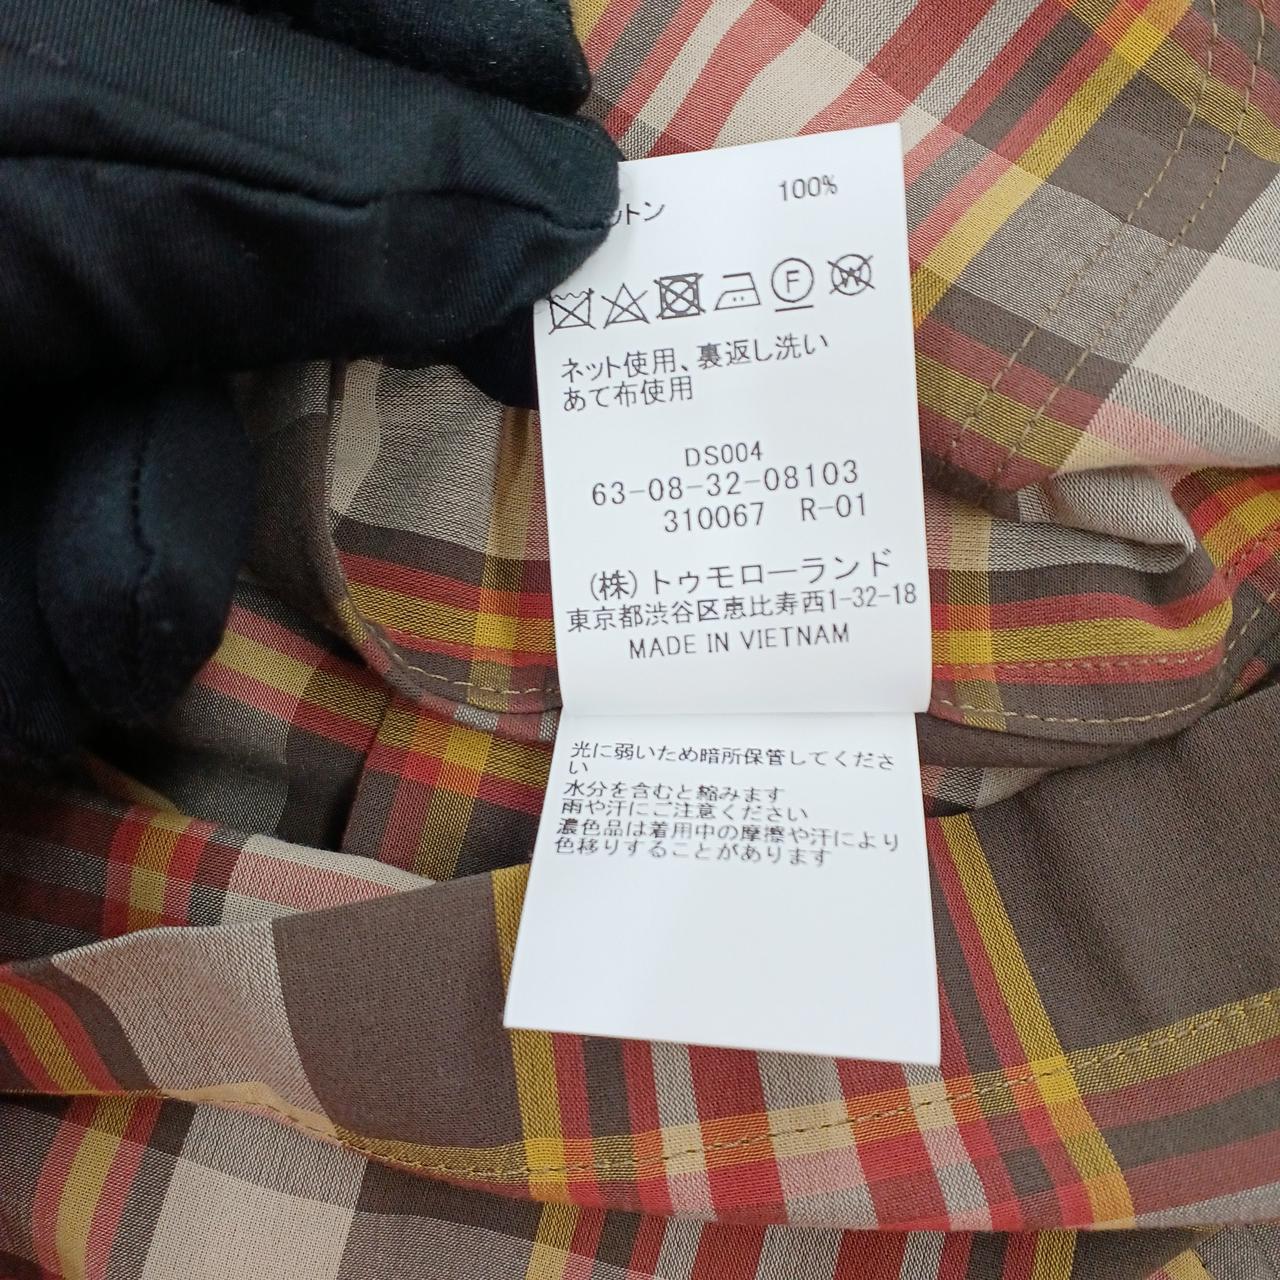 ットン 100%
F W
ネット使用、裏返し洗い
あて布使用
DS004
63-08-32-08103
310067 R-01
(株)トゥモローランド
東京都渋谷区恵比寿西1-32-18
MADE IN VIETNAM
光に弱いため暗所保管してくださ
い
水分を含むと縮みます
雨や汗にご注意ください
濃色品は着用中の摩擦や汗により
色移りすることがあります